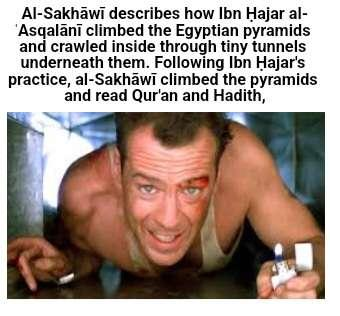 Al-Sakhāwī describes how Ibn Ḥajar al-
ʿAsqalānī climbed the Egyptian pyramids
and crawled inside through tiny tunnels
underneath them. Following Ibn Ḥajar's
practice, al-Sakhāwī climbed the pyramids
and read Qur'an and Hadith,